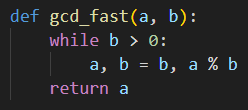 def gcd_fast(a, b):
    while b > 0:
        a, b = b, a % b
    return a